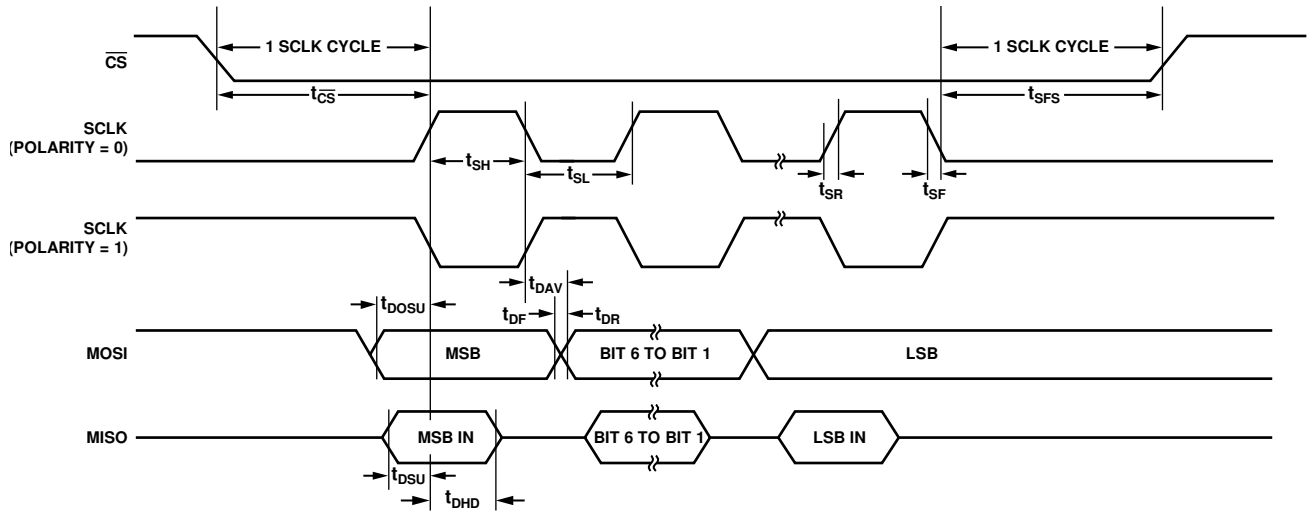 1 SCLK CYCLE
1 SCLK CYCLE
CS
tCS
tSFS
SCLK
(POLARITY = 0)
tSH
tSL
tSR
tSF
SCLK
(POLARITY = 1)
tDAV
tDOSU
tDF
tDR
MOSI
MSB
BIT 6 TO BIT 1
LSB
MISO
MSB IN
BIT 6 TO BIT 1
LSB IN
tDSU
tDHD